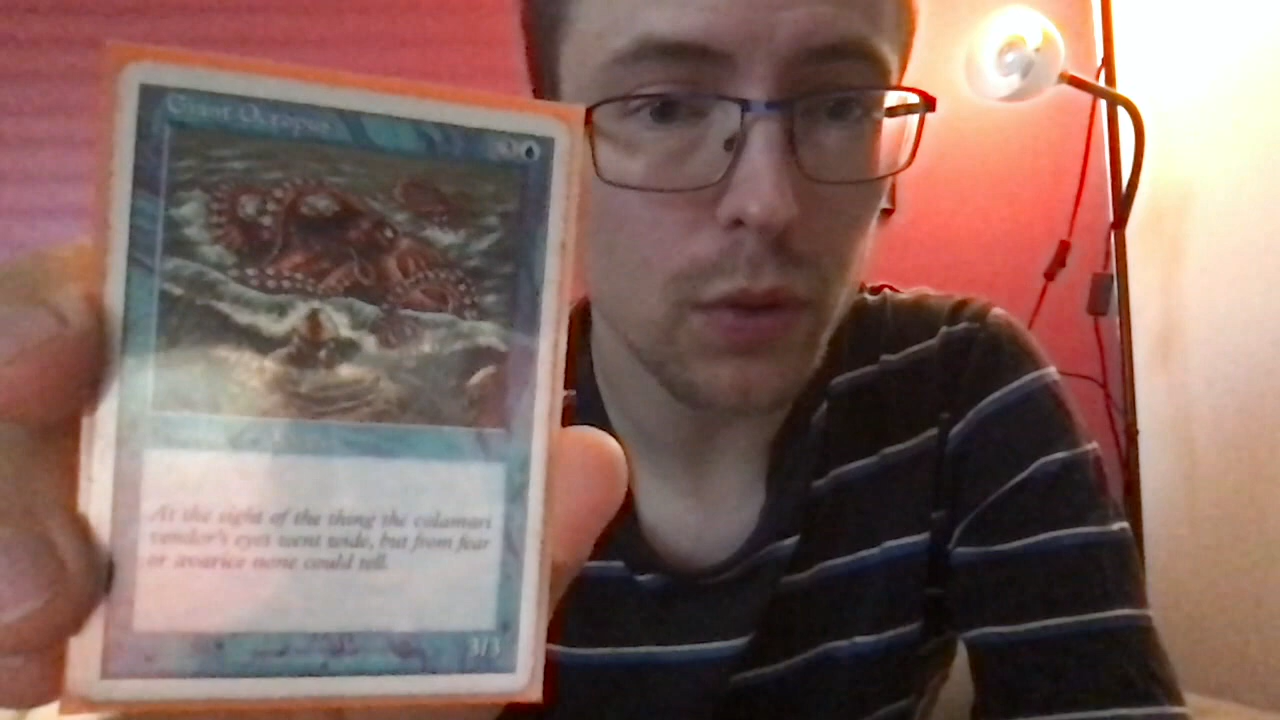 Giant Octopus
3
At the sight of the thing the calamari
vendor's eyes went wide, but from fear
or avarice none could tell.
3/3